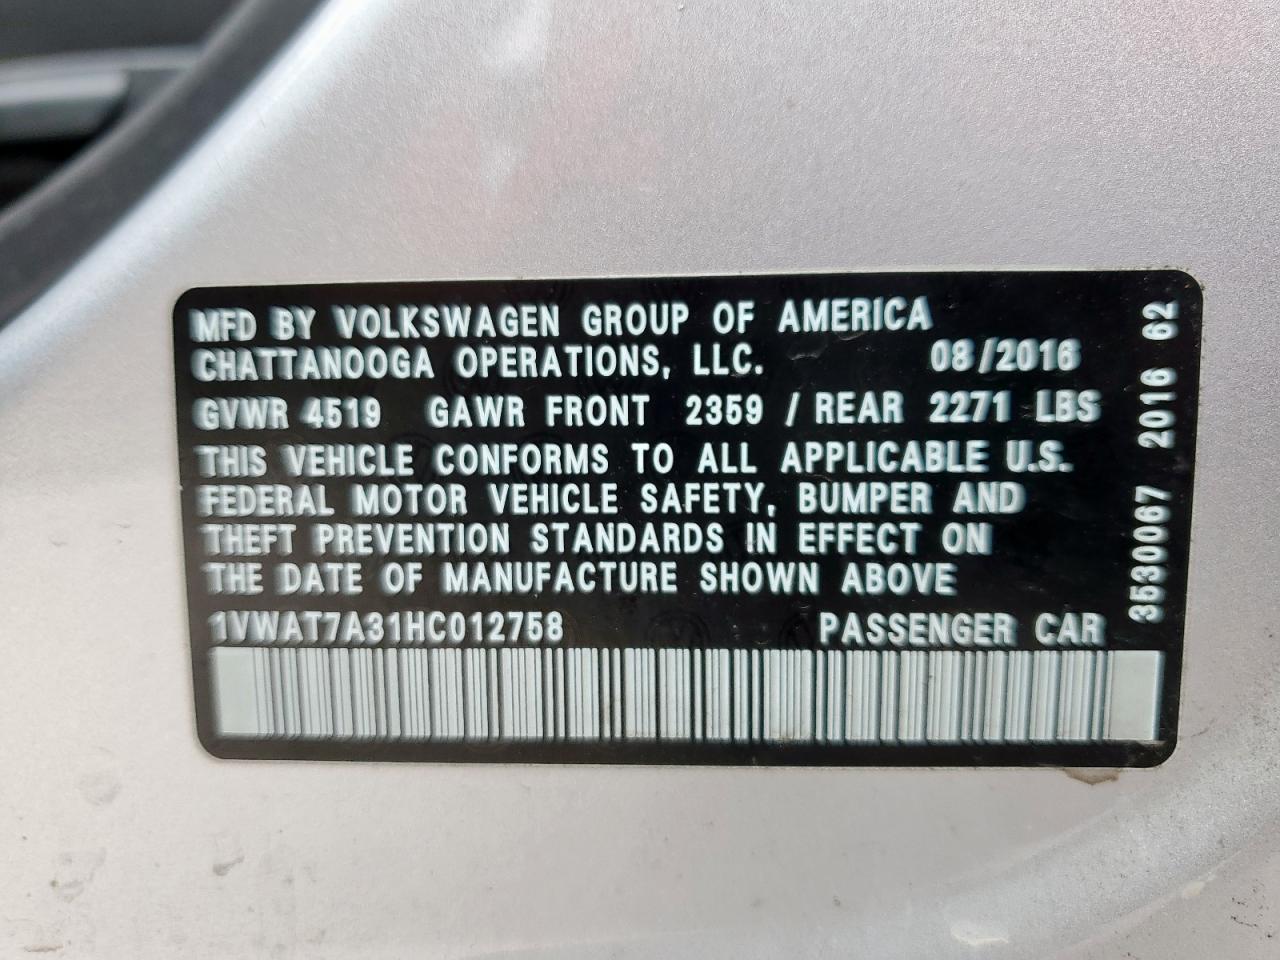 MFD BY VOLKSWAGEN GROUP OF AMERICA
CHATTANOOGA OPERATIONS, LLC. 08/2016
GVWR 4519 GAWR FRONT 2359 / REAR 2271 LBS
THIS VEHICLE CONFORMS TO ALL APPLICABLE U.S.
FEDERAL MOTOR VEHICLE SAFETY, BUMPER AND
THEFT PREVENTION STANDARDS IN EFFECT ON
THE DATE OF MANUFACTURE SHOWN ABOVE
1VWAT7A31HC012758 PASSENGER CAR
3530067 2016 62